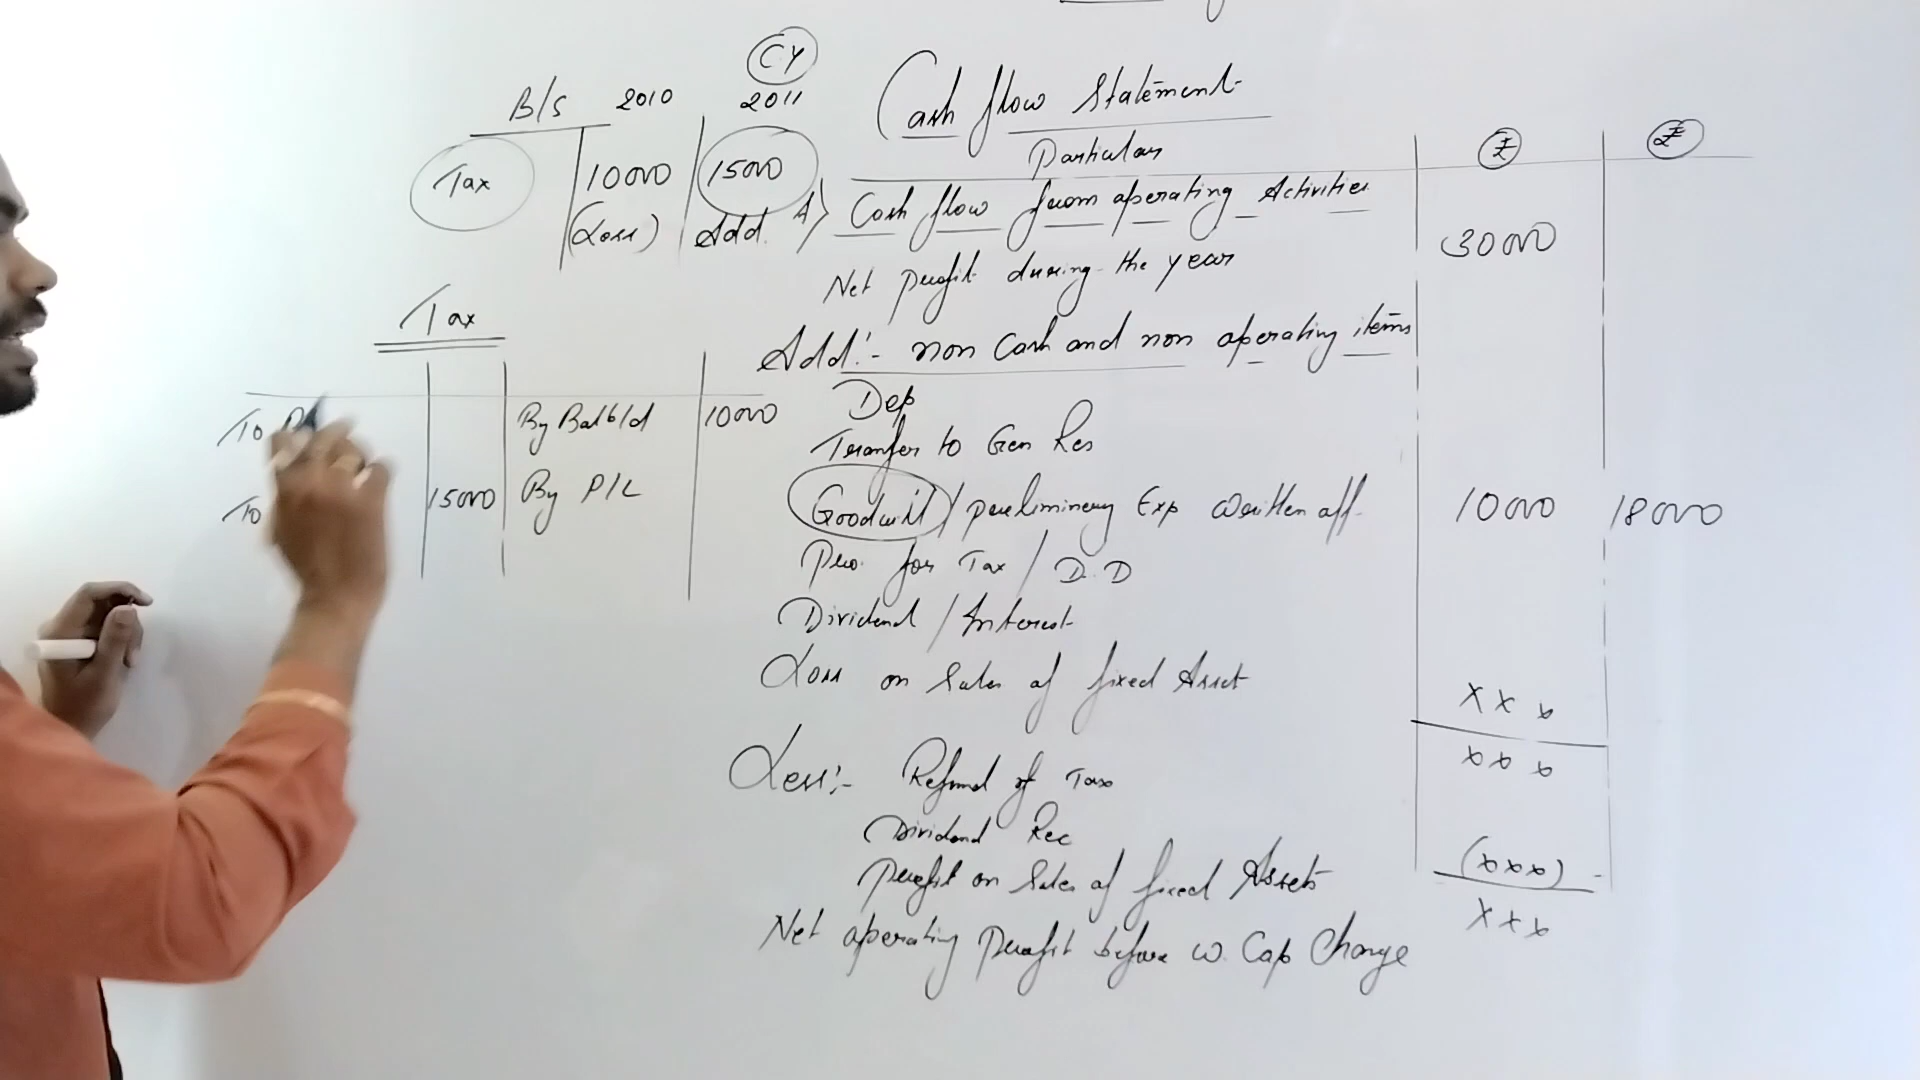 CY
B/S 2010 2011
Tax 10000 15000
(Loss) Add.
Tax
To By Bal b/d 10000
To 15000 By P/L
Cash flow Statement
Particulars ₹ ₹
A) Cash flow from operating Activities
Net profit during the year 30000
Add:- non Cash and non operating items
Dep
Transfer to Gen Res
Goodwill / preliminery Exp written off 10000 18000
Pro. for Tax / D.D
Dividend / Interest
Loss on Sales of fixed Asset xxx
xxx
Less:- Refund of Tax
Dividend Rec
profit on Sales of fixed Assets (xxx)
Net operating profit before w. Cap Change xxx